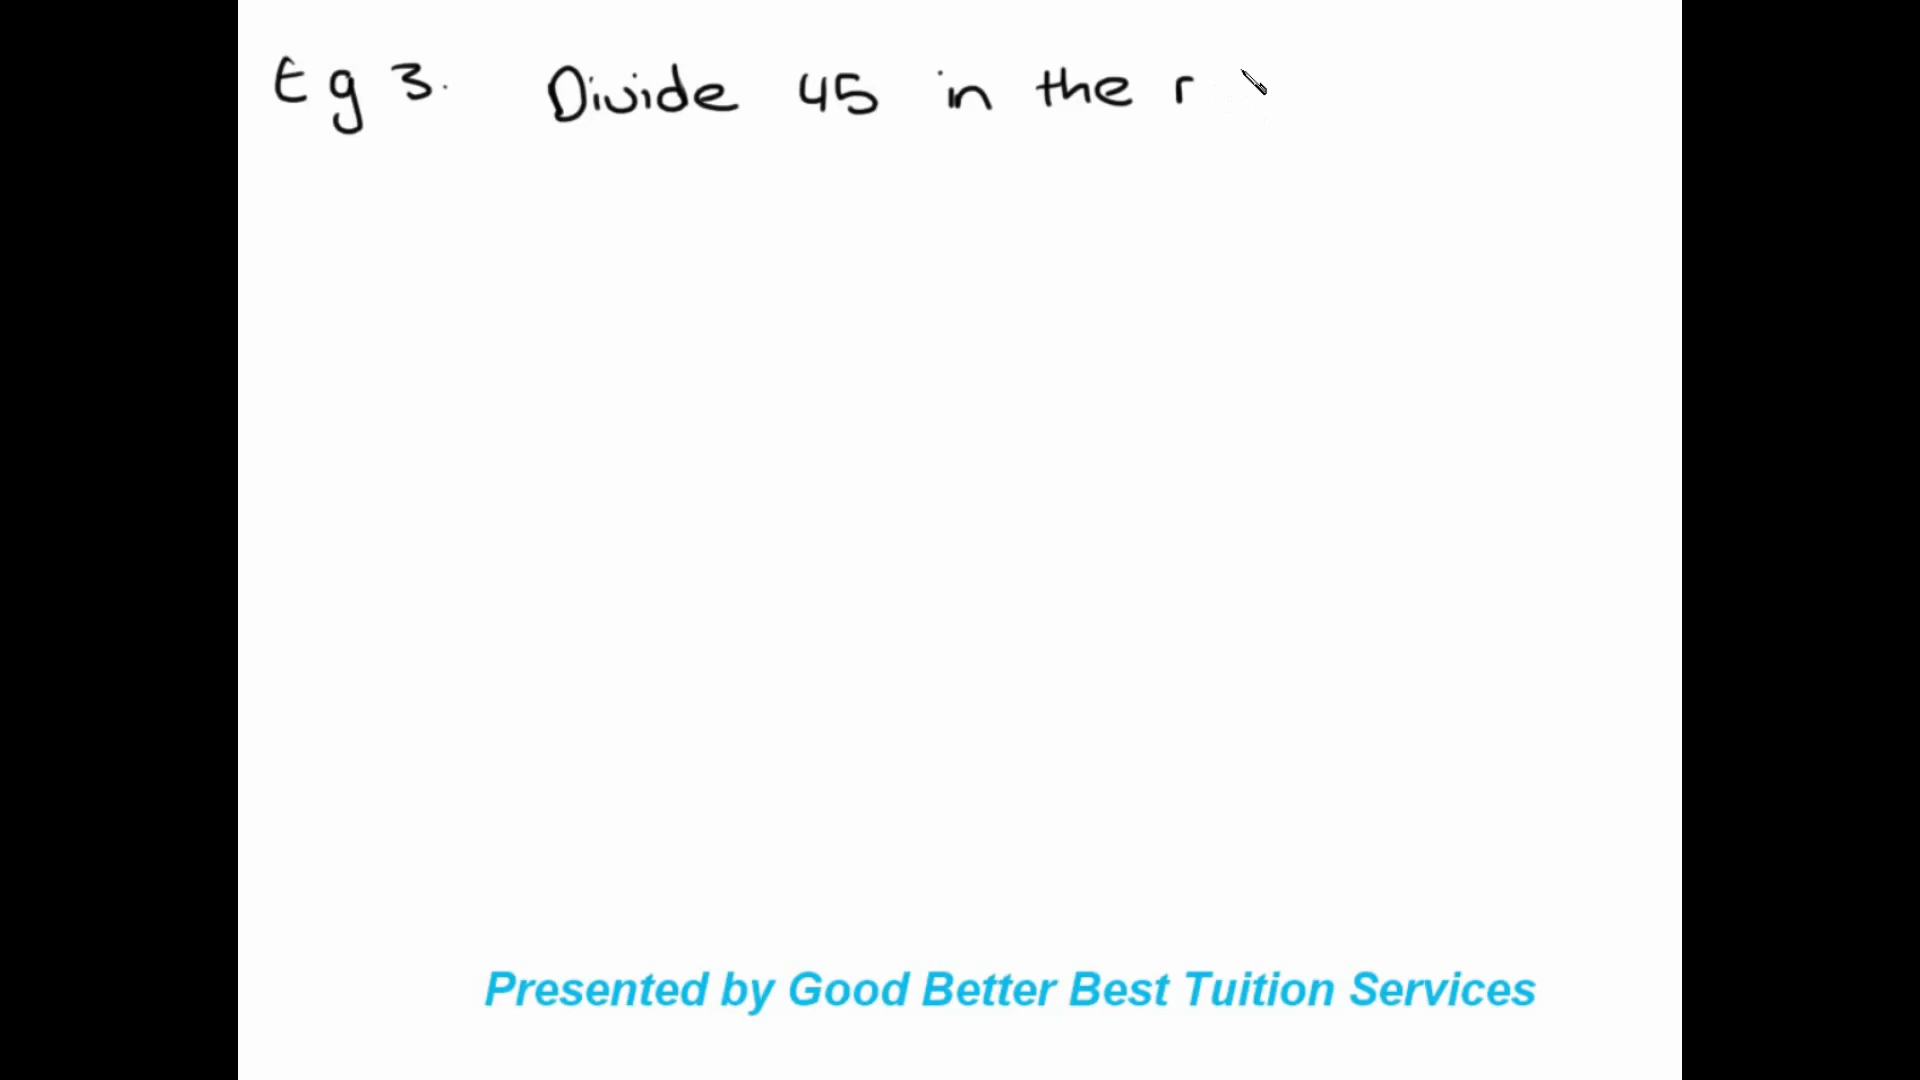 Eg 3. Divide 45 in the r
Presented by Good Better Best Tuition Services